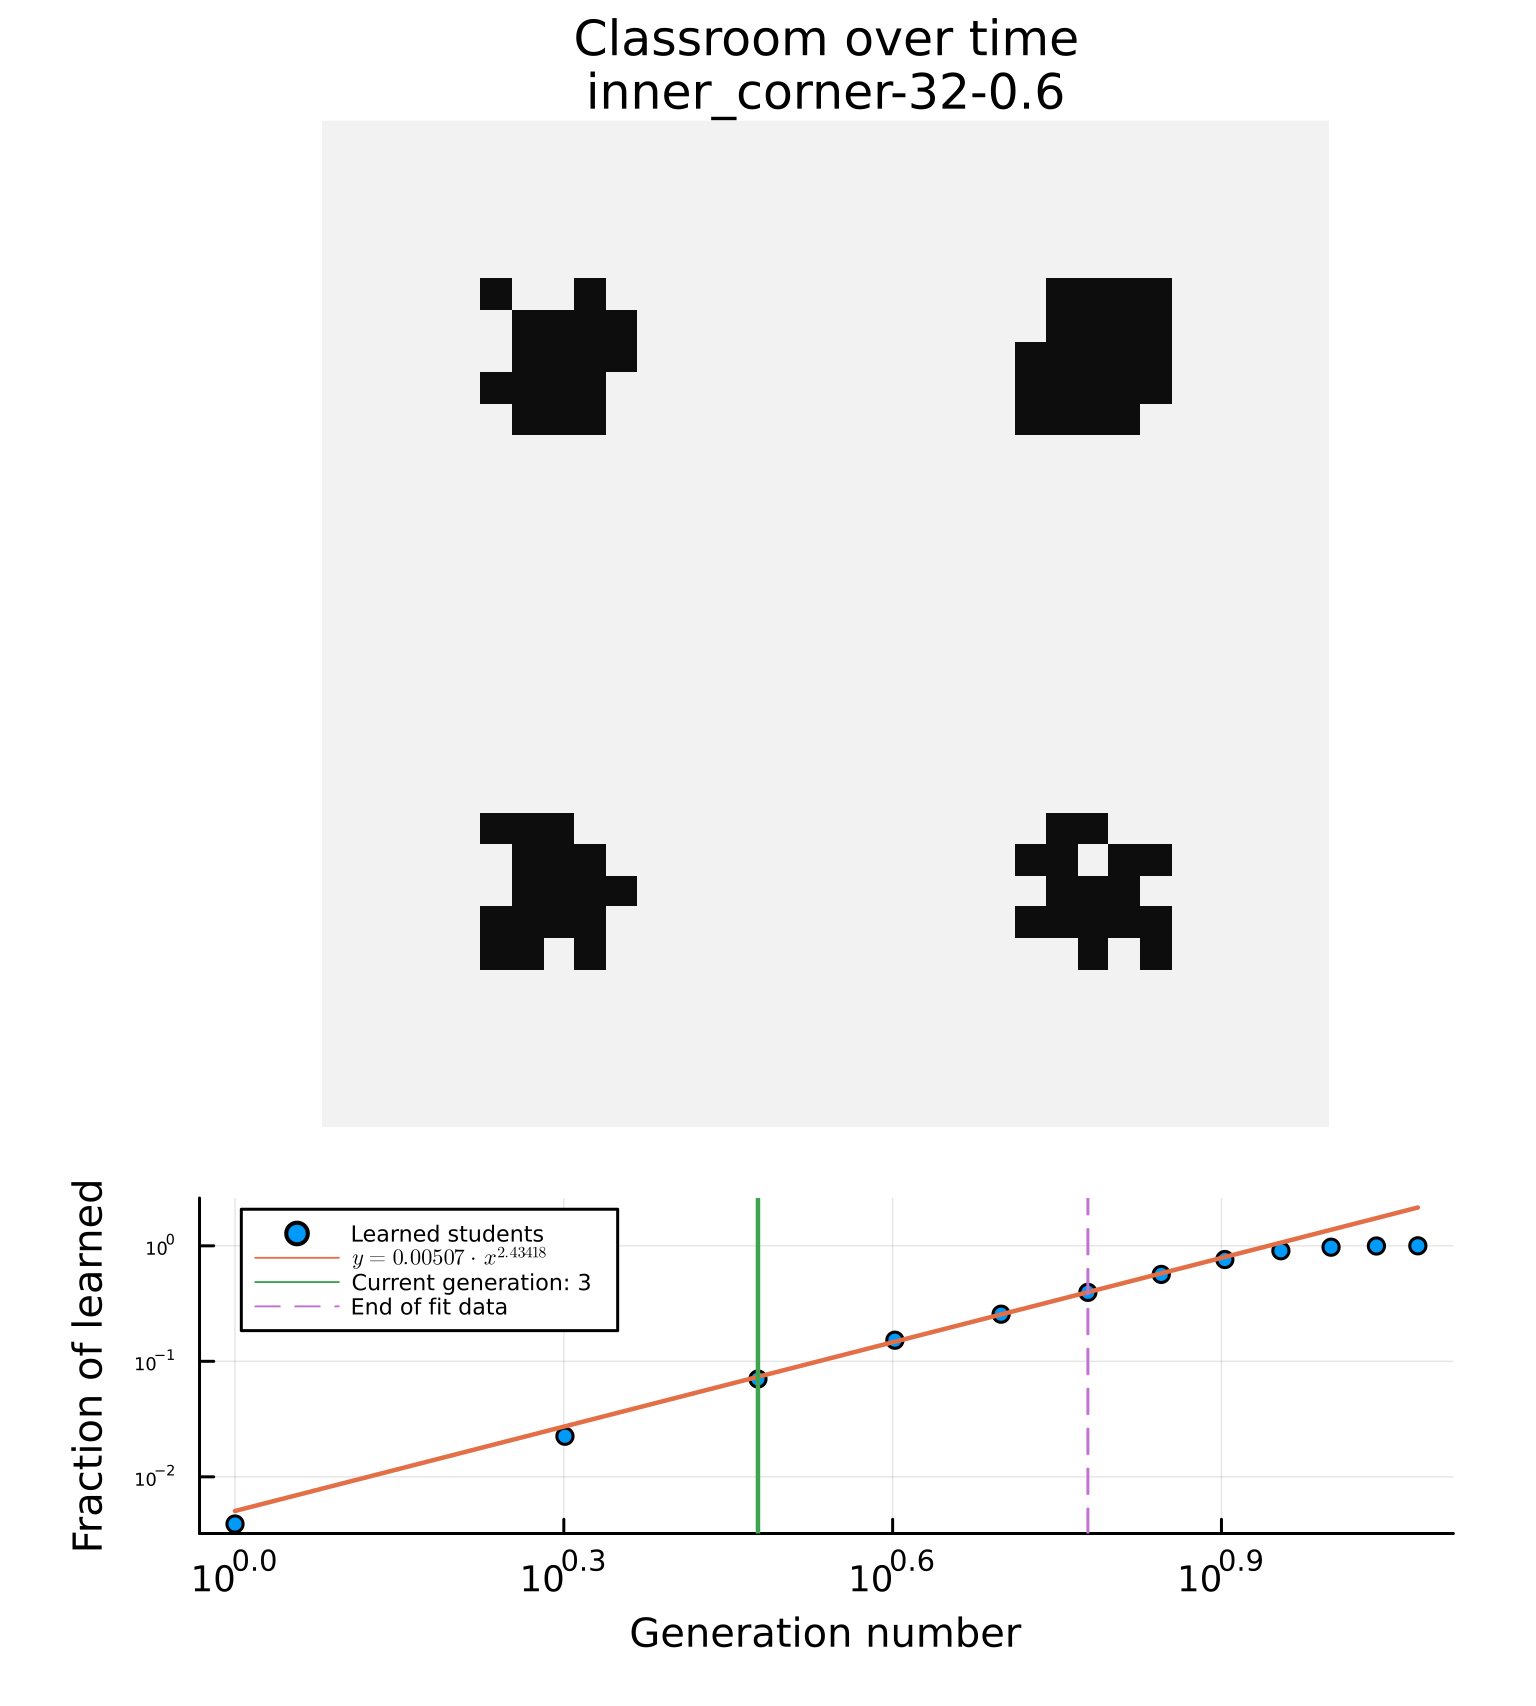 Classroom over time
inner_corner-32-0.6
Fraction of learned
10⁰
10⁻¹
10⁻²
Learned students
y = 0.00507 · x^2.43418
Current generation: 3
End of fit data
10^0.0 10^0.3 10^0.6 10^0.9
Generation number